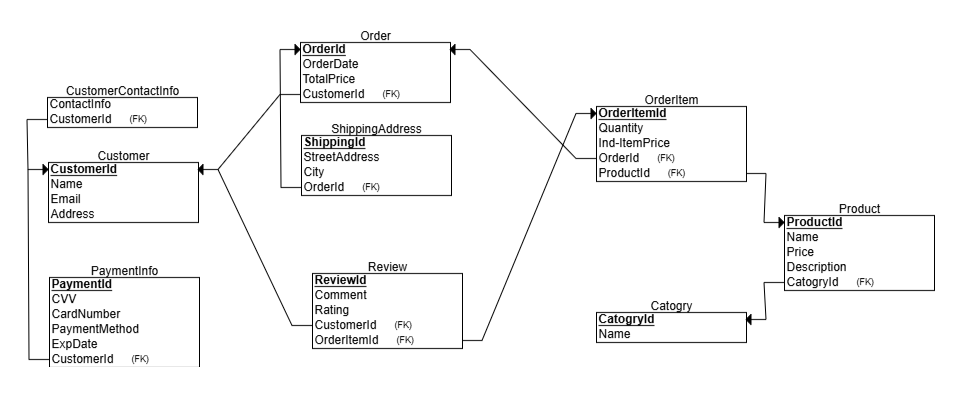 Order
OrderId
OrderDate
TotalPrice
CustomerId (FK)
CustomerContactInfo
ContactInfo
CustomerId (FK)
OrderItem
OrderItemId
Quantity
Ind-ItemPrice
OrderId (FK)
ProductId (FK)
ShippingAddress
ShippingId
StreetAddress
City
OrderId (FK)
Customer
CustomerId
Name
Email
Address
Product
ProductId
Name
Price
Description
CatogryId (FK)
PaymentInfo
PaymentId
CVV
CardNumber
PaymentMethod
ExpDate
CustomerId (FK)
Review
ReviewId
Comment
Rating
CustomerId (FK)
OrderItemId (FK)
Catogry
CatogryId
Name